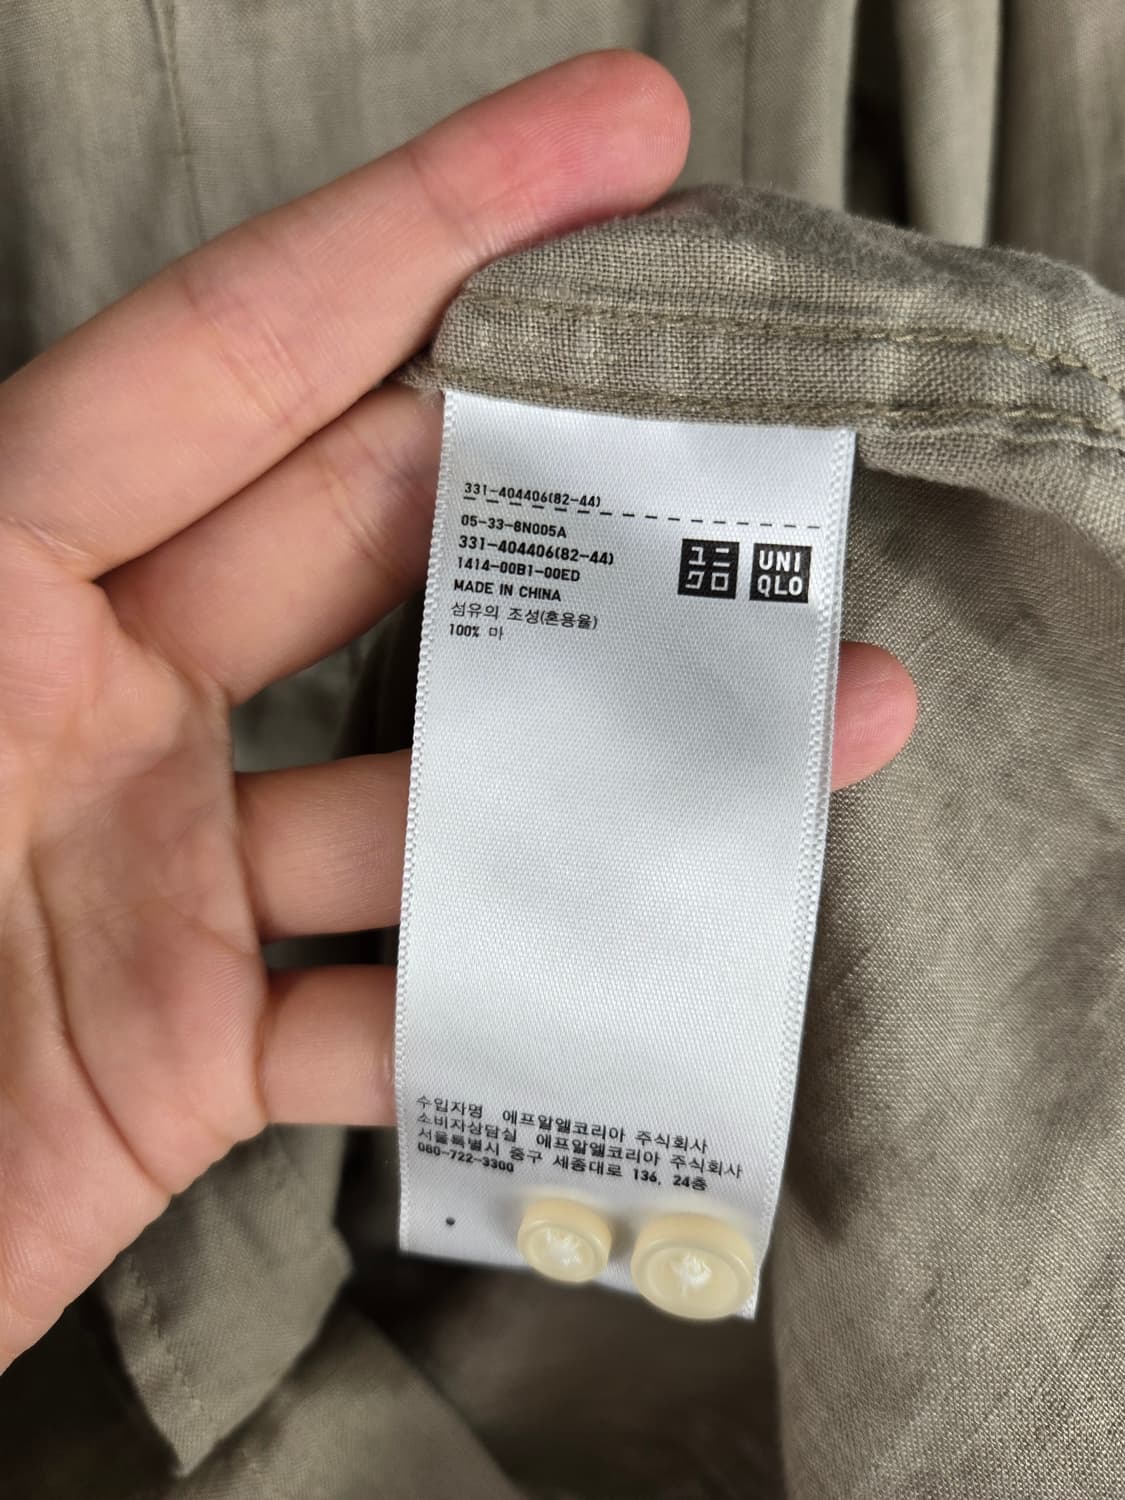 331-404406(82-44)
05-33-8N005A
331-404406(82-44)
1414-00B1-00ED
MADE IN CHINA
섬유의 조성(혼용율)
100% 마
ユニ
クロ
UNI
QLO
수입자명 에프알엘코리아 주식회사
소비자상담실 에프알엘코리아 주식회사
서울특별시 중구 세종대로 136, 24층
080-722-3300